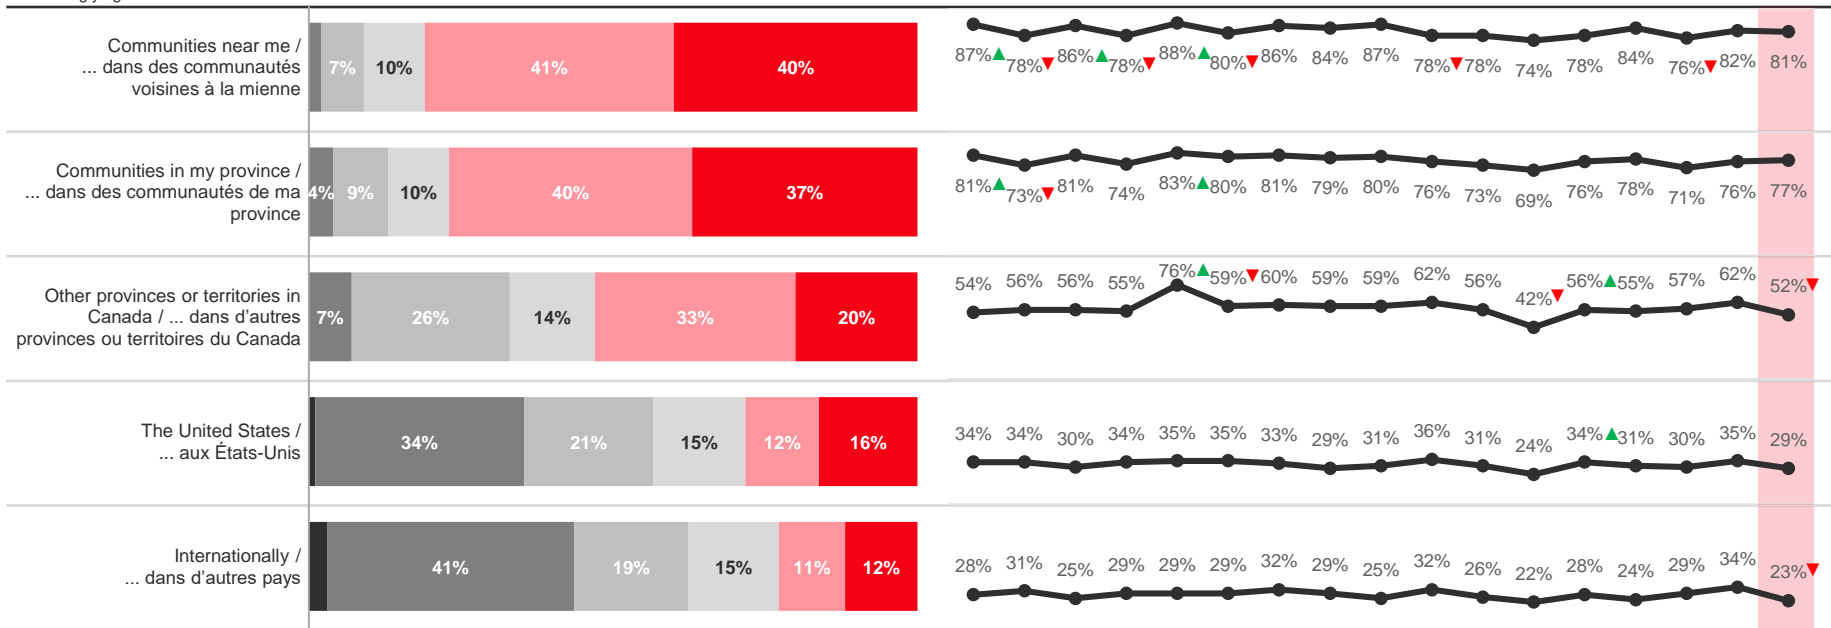 Communities near me /
... dans des communautés
voisines à la mienne
7% 10% 41% 40%
87% 78% 86% 78% 88% 80% 86% 84% 87% 78% 78% 74% 78% 84% 76% 82% 81%
Communities in my province /
... dans des communautés de ma
province
4% 9% 10% 40% 37%
81% 73% 81% 74% 83% 80% 81% 79% 80% 76% 73% 69% 76% 78% 71% 76% 77%
Other provinces or territories in
Canada / ... dans d'autres
provinces ou territoires du Canada
7% 26% 14% 33% 20%
54% 56% 56% 55% 76% 59% 60% 59% 59% 62% 56% 42% 56% 55% 57% 62% 52%
The United States /
... aux États-Unis
34% 21% 15% 12% 16%
34% 34% 30% 34% 35% 35% 33% 29% 31% 36% 31% 24% 34% 31% 30% 35% 29%
Internationally /
... dans d'autres pays
41% 19% 15% 11% 12%
28% 31% 25% 29% 29% 29% 32% 29% 25% 32% 26% 22% 28% 24% 29% 34% 23%